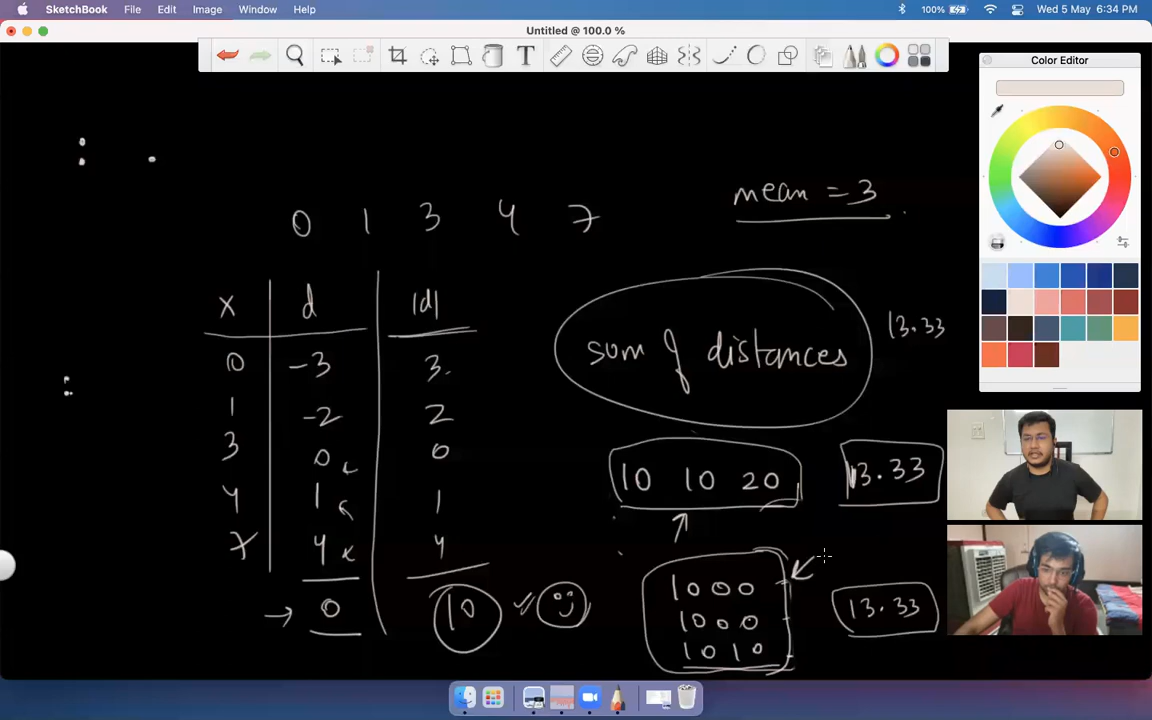 SketchBook File Edit Image Window Help 100% Wed 5 May 6:34 PM
Untitled @ 100.0 %
Color Editor
mean = 3
0 1 3 4 7
x d |d|
sum of distances 13.33
0 -3 3
1 -2 2
3 0 0
10 10 20 13.33
4 1 1
7 4 4
1000
0 10 13.33
1000
1010